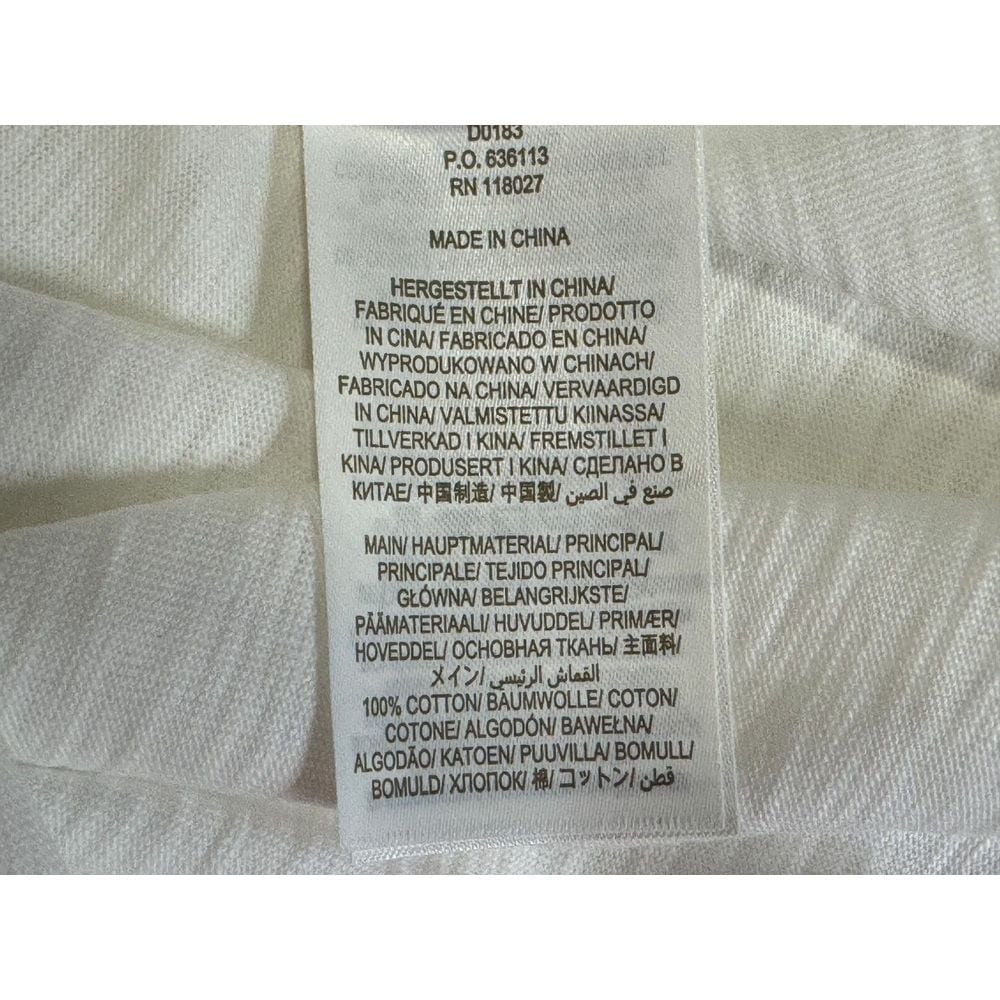 D0183
P.O. 636113
RN 118027
MADE IN CHINA
HERGESTELLT IN CHINA/
FABRIQUÉ EN CHINE/ PRODOTTO
IN CINA/ FABRICADO EN CHINA/
WYPRODUKOWANO W CHINACH/
FABRICADO NA CHINA/ VERVAARDIGD
IN CHINA/ VALMISTETTU KIINASSA/
TILLVERKAD I KINA/ FREMSTILLET I
KINA/ PRODUSERT I KINA/ СДЕЛАНО В
КИТАЕ/ 中国制造/ 中国製/ صنع في الصين
MAIN/ HAUPTMATERIAL/ PRINCIPAL/
PRINCIPALE/ TEJIDO PRINCIPAL/
GŁÓWNA/ BELANGRIJKSTE/
PÄÄMATERIAALI/ HUVUDDEL/ PRIMÆR/
HOVEDDEL/ ОСНОВНАЯ ТКАНЬ/ 主面料/
メイン/ القماش الرئيسي
100% COTTON/ BAUMWOLLE/ COTON/
COTONE/ ALGODÓN/ BAWEŁNA/
ALGODÃO/ KATOEN/ PUUVILLA/ BOMULL/
BOMULD/ ХЛОПОК/ 棉/ コットン/ قطن